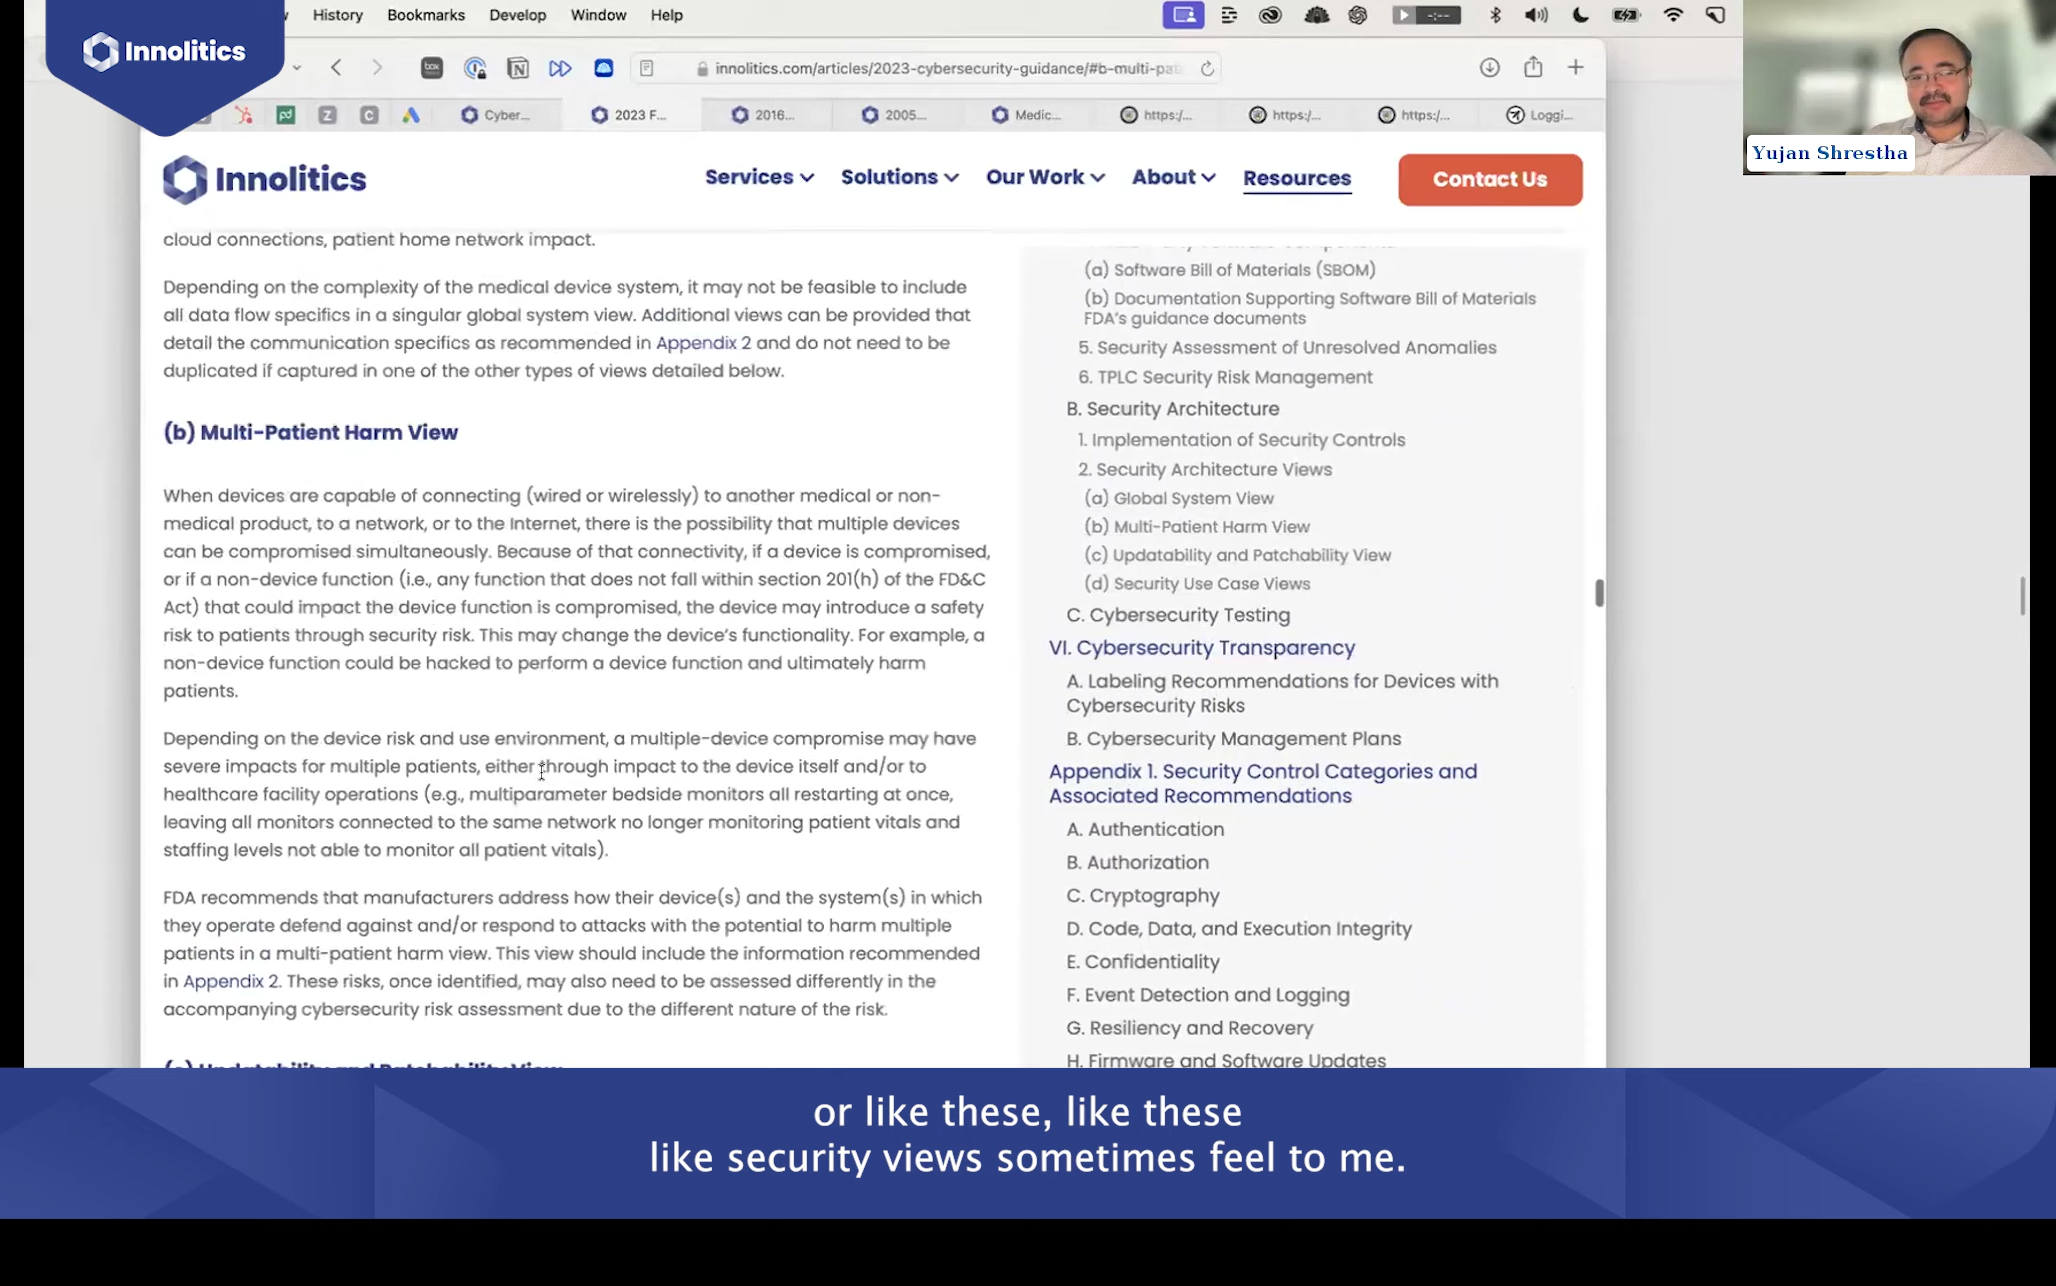 Innolitics
History Bookmarks Develop Window Help
innolitics.com/articles/2023-cybersecurity-guidance/#b-multi-pat
Cyber... 2023 F... 2016... 2005... Medic... https:/... https:/... https:/... Loggi...
Yujan Shrestha
Innolitics
Services Solutions Our Work About Resources Contact Us
cloud connections, patient home network impact.
Depending on the complexity of the medical device system, it may not be feasible to include
all data flow specifics in a singular global system view. Additional views can be provided that
detail the communication specifics as recommended in Appendix 2 and do not need to be
duplicated if captured in one of the other types of views detailed below.
(b) Multi-Patient Harm View
When devices are capable of connecting (wired or wirelessly) to another medical or non-
medical product, to a network, or to the Internet, there is the possibility that multiple devices
can be compromised simultaneously. Because of that connectivity, if a device is compromised,
or if a non-device function (i.e., any function that does not fall within section 201(h) of the FD&C
Act) that could impact the device function is compromised, the device may introduce a safety
risk to patients through security risk. This may change the device's functionality. For example, a
non-device function could be hacked to perform a device function and ultimately harm
patients.
Depending on the device risk and use environment, a multiple-device compromise may have
severe impacts for multiple patients, either through impact to the device itself and/or to
healthcare facility operations (e.g., multiparameter bedside monitors all restarting at once,
leaving all monitors connected to the same network no longer monitoring patient vitals and
staffing levels not able to monitor all patient vitals).
FDA recommends that manufacturers address how their device(s) and the system(s) in which
they operate defend against and/or respond to attacks with the potential to harm multiple
patients in a multi-patient harm view. This view should include the information recommended
in Appendix 2. These risks, once identified, may also need to be assessed differently in the
accompanying cybersecurity risk assessment due to the different nature of the risk.
(c) Updatability and Patchability View
(a) Software Bill of Materials (SBOM)
(b) Documentation Supporting Software Bill of Materials
FDA's guidance documents
5. Security Assessment of Unresolved Anomalies
6. TPLC Security Risk Management
B. Security Architecture
1. Implementation of Security Controls
2. Security Architecture Views
(a) Global System View
(b) Multi-Patient Harm View
(c) Updatability and Patchability View
(d) Security Use Case Views
C. Cybersecurity Testing
VI. Cybersecurity Transparency
A. Labeling Recommendations for Devices with
Cybersecurity Risks
B. Cybersecurity Management Plans
Appendix 1. Security Control Categories and
Associated Recommendations
A. Authentication
B. Authorization
C. Cryptography
D. Code, Data, and Execution Integrity
E. Confidentiality
F. Event Detection and Logging
G. Resiliency and Recovery
H. Firmware and Software Updates
or like these, like these
like security views sometimes feel to me.